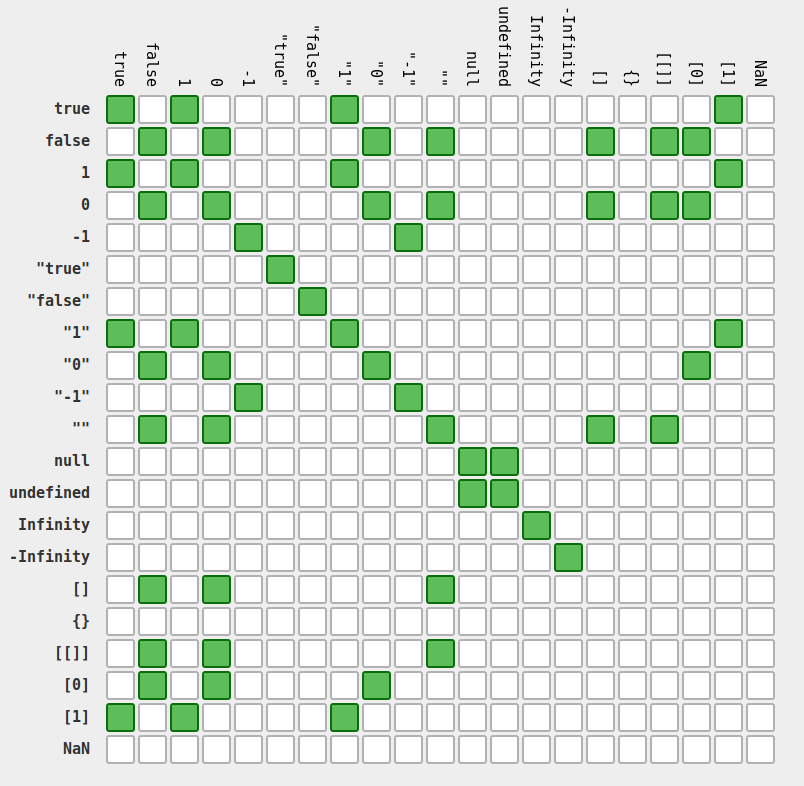 true
false
1
0
-1
"true"
"false"
"1"
"0"
"-1"
""
null
undefined
Infinity
-Infinity
[]
{}
[[]]
[0]
[1]
NaN
true
false
1
0
-1
"true"
"false"
"1"
"0"
"-1"
""
null
undefined
Infinity
-Infinity
[]
{}
[[]]
[0]
[1]
NaN